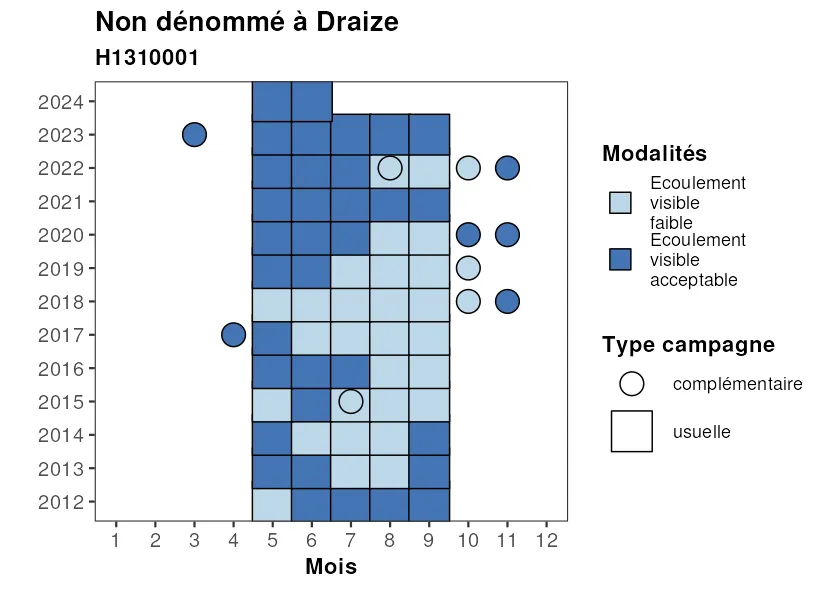 Non dénommé à Draize
H1310001
2024
2023
2022
2021
2020
2019
2018
2017
2016
2015
2014
2013
2012
1 2 3 4 5 6 7 8 9 10 11 12
Mois
Modalités
Ecoulement
visible
faible
Ecoulement
visible
acceptable
Type campagne
complémentaire
usuelle